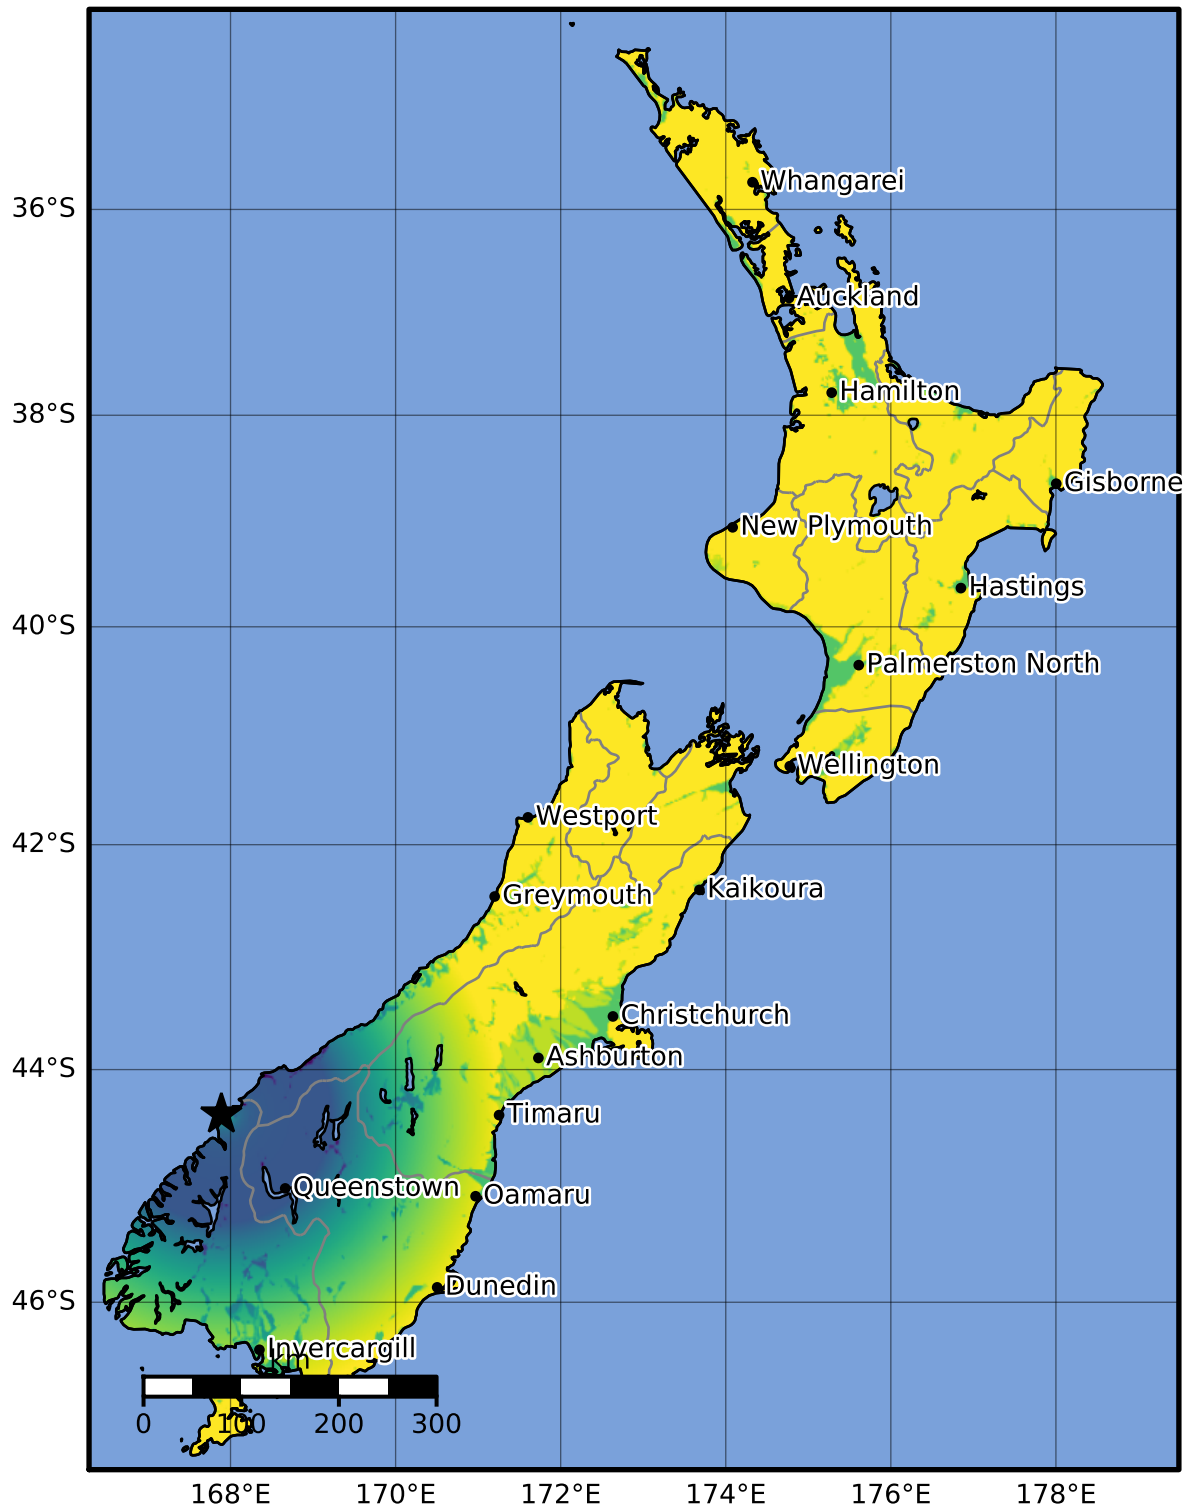 Whangarei
36°S
Auckland
Hamilton
38°S
Gisborne
New Plymouth
Hastings
40°S
Palmerston North
Wellington
Westport
42°S
Kaikoura
Greymouth
Christchurch
Ashburton
44°S
Timaru
Queenstown
Oamaru
Dunedin
46°S
Invercargill
km
0 100 200 300
168°E 170°E 172°E 174°E 176°E 178°E